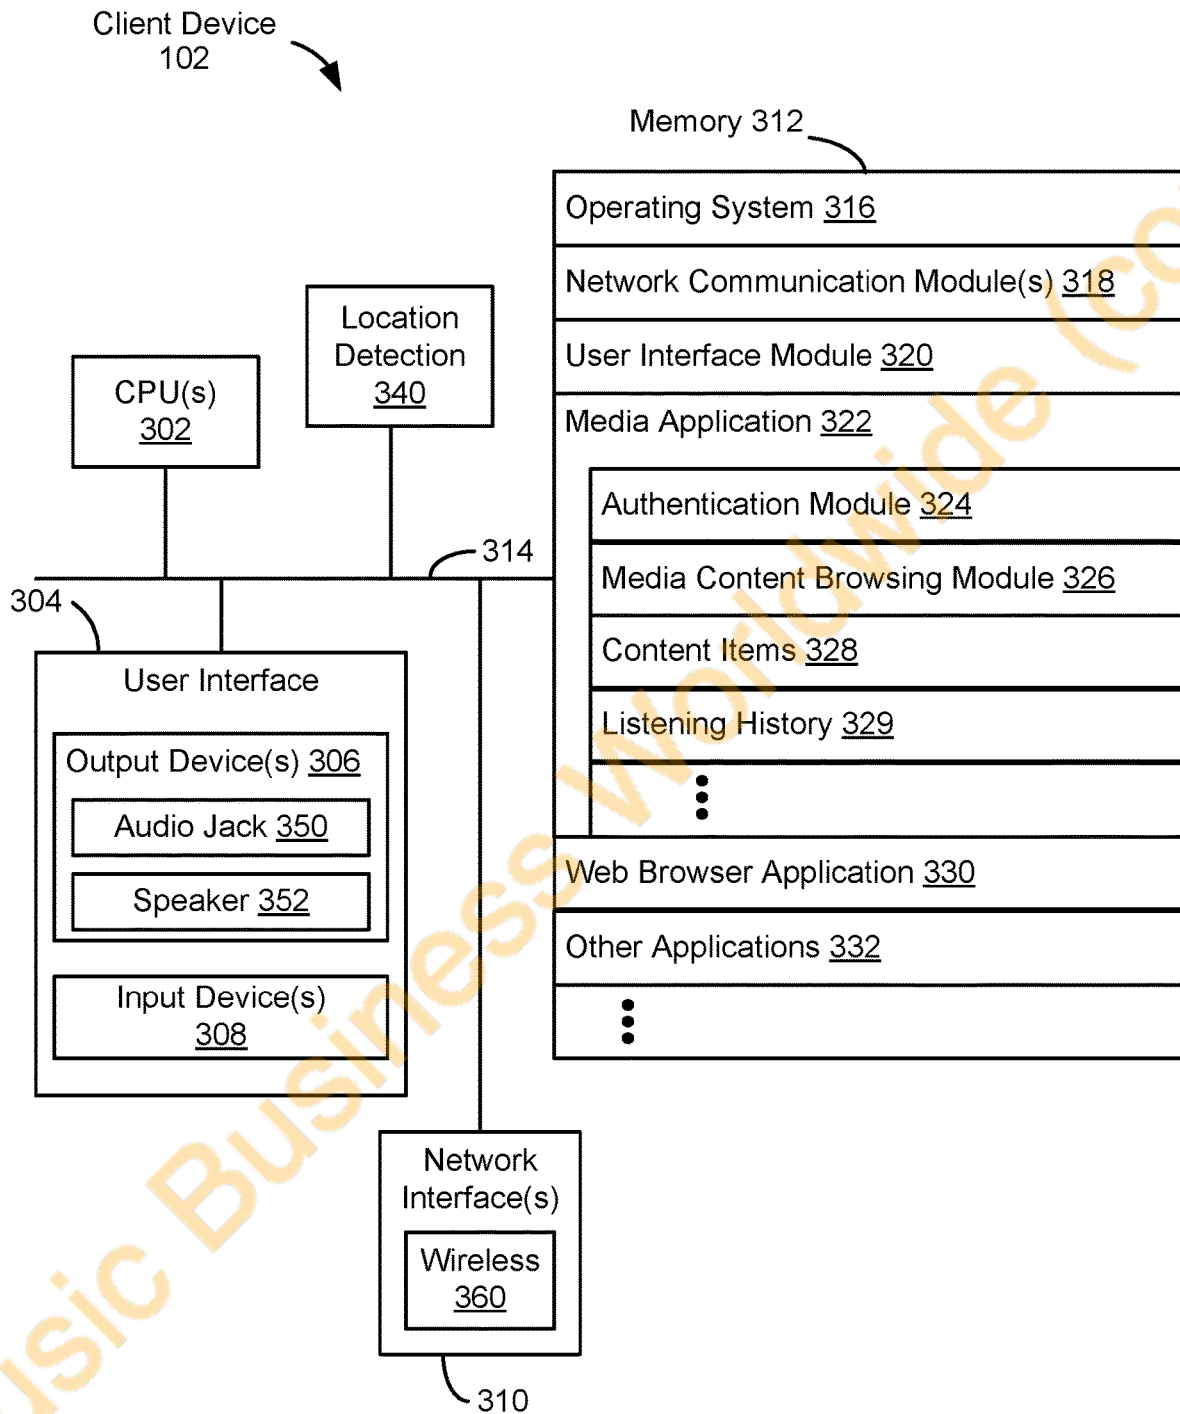 Client Device
102
Memory 312
Operating System 316
Network Communication Module(s) 318
User Interface Module 320
Media Application 322
Authentication Module 324
Media Content Browsing Module 326
Content Items 328
Listening History 329
Web Browser Application 330
Other Applications 332
Location
Detection
340
CPU(s)
302
314
304
User Interface
Output Device(s) 306
Audio Jack 350
Speaker 352
Input Device(s)
308
Network
Interface(s)
Wireless
360
310
Business Worldwide